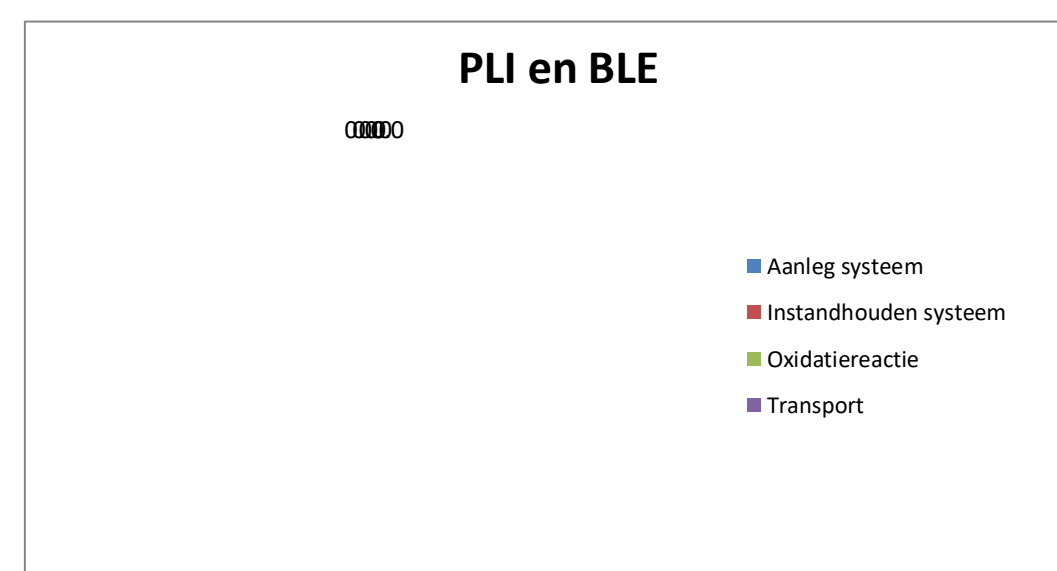 PLI en BLE
Aanleg systeem
Instandhouden systeem
Oxidatiereactie
Transport